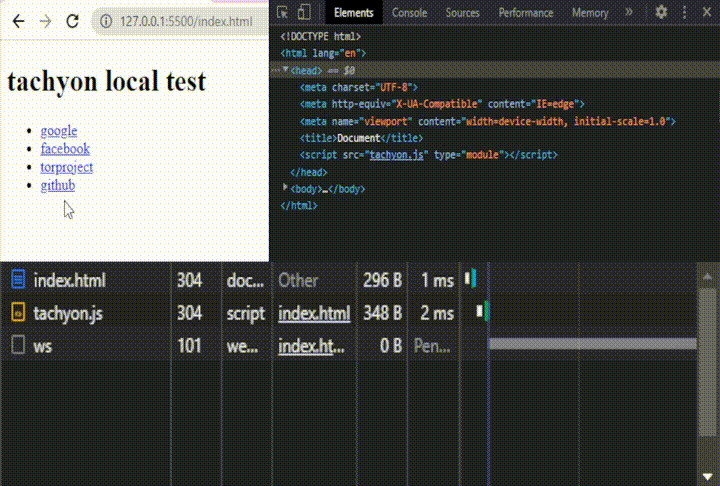 127.0.0.1:5500/index.html
tachyon local test
google
facebook
torproject
github
Elements Console Sources Performance Memory »
<!DOCTYPE html>
<html lang="en">
<head> == $0
<meta charset="UTF-8">
<meta http-equiv="X-UA-Compatible" content="IE=edge">
<meta name="viewport" content="width=device-width, initial-scale=1.0">
<title>Document</title>
<script src="tachyon.js" type="module"></script>
</head>
<body>…</body>
</html>
index.html 304 doc... Other 296 B 1 ms
tachyon.js 304 script index.html 348 B 2 ms
ws 101 we... index.ht... 0 B Pen...